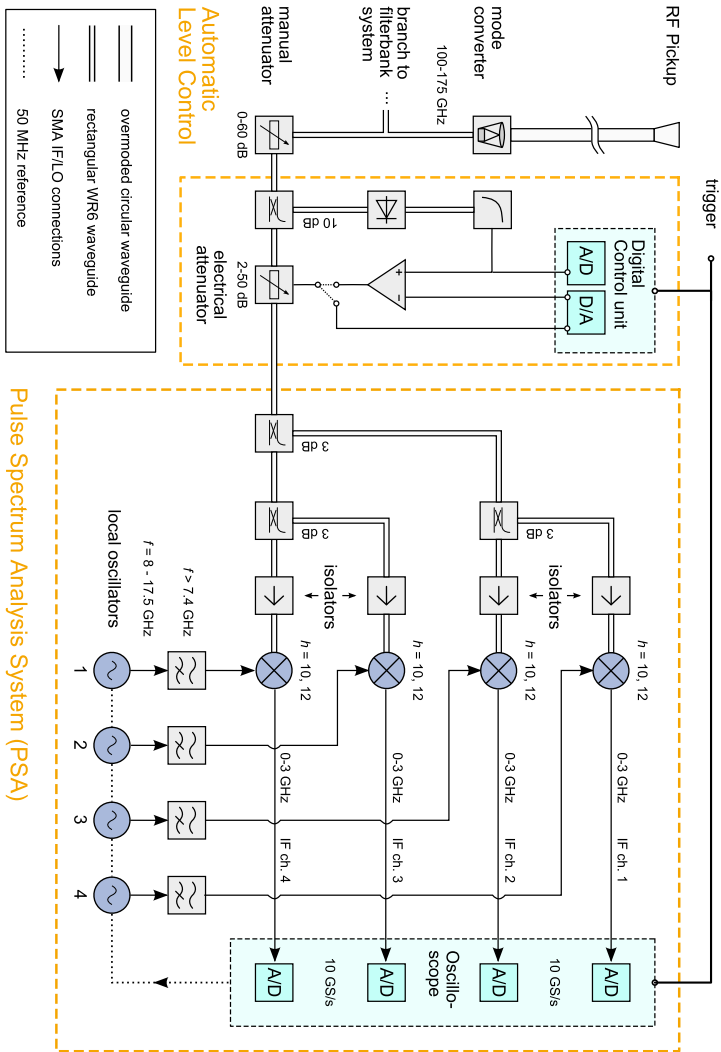 RF Pickup
mode
converter
100-175 GHz
branch to
filterbank
system
...
manual
attenuator
0-60 dB
trigger
Automatic
Level Control
10 dB
+
−
A/D
D/A
Digital
Control unit
2-50 dB
electrical
attenuator
overmoded circular waveguide
rectangular WR6 waveguide
SMA IF/LO connections
50 MHz reference
Pulse Spectrum Analysis System (PSA)
3 dB
3 dB
3 dB
isolators
isolators
h = 10, 12
h = 10, 12
h = 10, 12
h = 10, 12
0-3 GHz
IF ch. 1
0-3 GHz
IF ch. 2
0-3 GHz
IF ch. 3
0-3 GHz
IF ch. 4
f > 7.4 GHz
f = 8 - 17.5 GHz
local oscillators
1
2
3
4
A/D
10 GS/s
A/D
Oscillo-
scope
A/D
10 GS/s
A/D